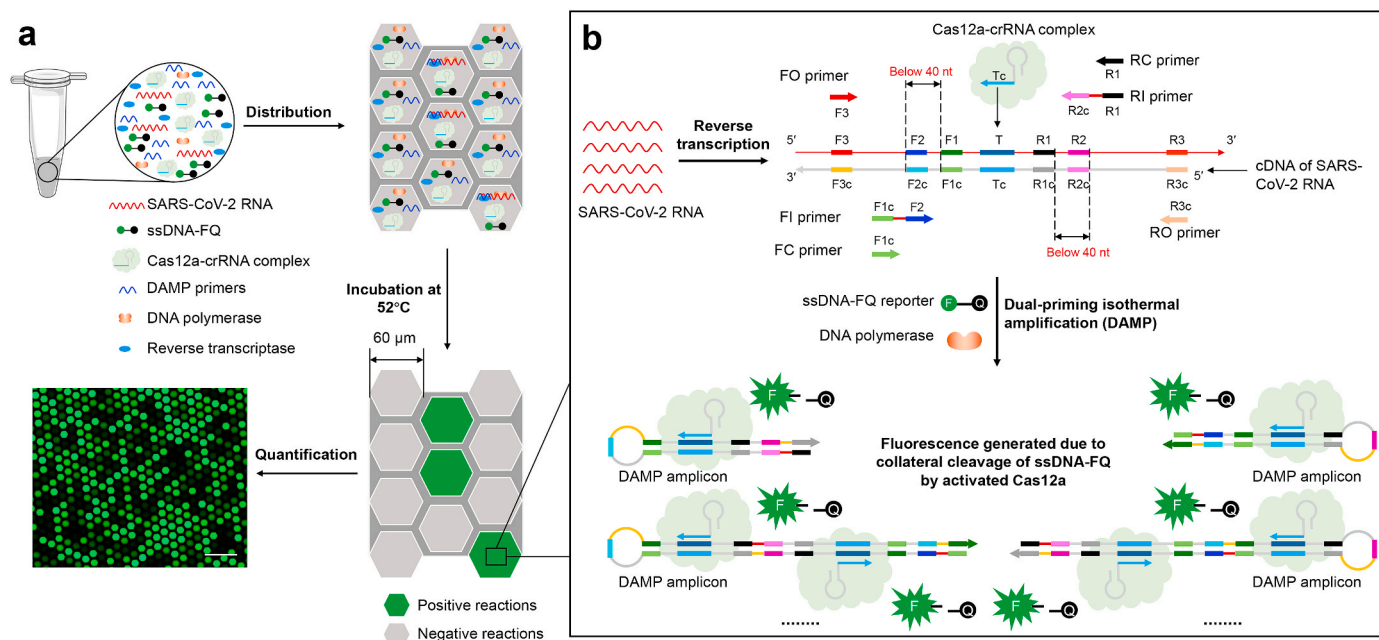 a
Distribution
SARS-CoV-2 RNA
ssDNA-FQ
Cas12a-crRNA complex
DAMP primers
DNA polymerase
Reverse transcriptase
Incubation at
52°C
60 µm
Quantification
Positive reactions
Negative reactions
b
Cas12a-crRNA complex
Tc
FO primer
F3
Below 40 nt
RC primer
R1
RI primer
R2c
R1
Reverse
transcription
SARS-CoV-2 RNA
5′
F3
F2
F1
T
R1
R2
R3
3′
3′
F3c
F2c
F1c
Tc
R1c
R2c
R3c
5′
cDNA of SARS-
CoV-2 RNA
FI primer
F1c
F2
FC primer
F1c
Below 40 nt
R3c
RO primer
ssDNA-FQ reporter
F
Q
DNA polymerase
Dual-priming isothermal
amplification (DAMP)
F
Q
DAMP amplicon
Fluorescence generated due to
collateral cleavage of ssDNA-FQ
by activated Cas12a
F
Q
DAMP amplicon
F
Q
DAMP amplicon
F
Q
F
Q
DAMP amplicon
F
Q
........
........